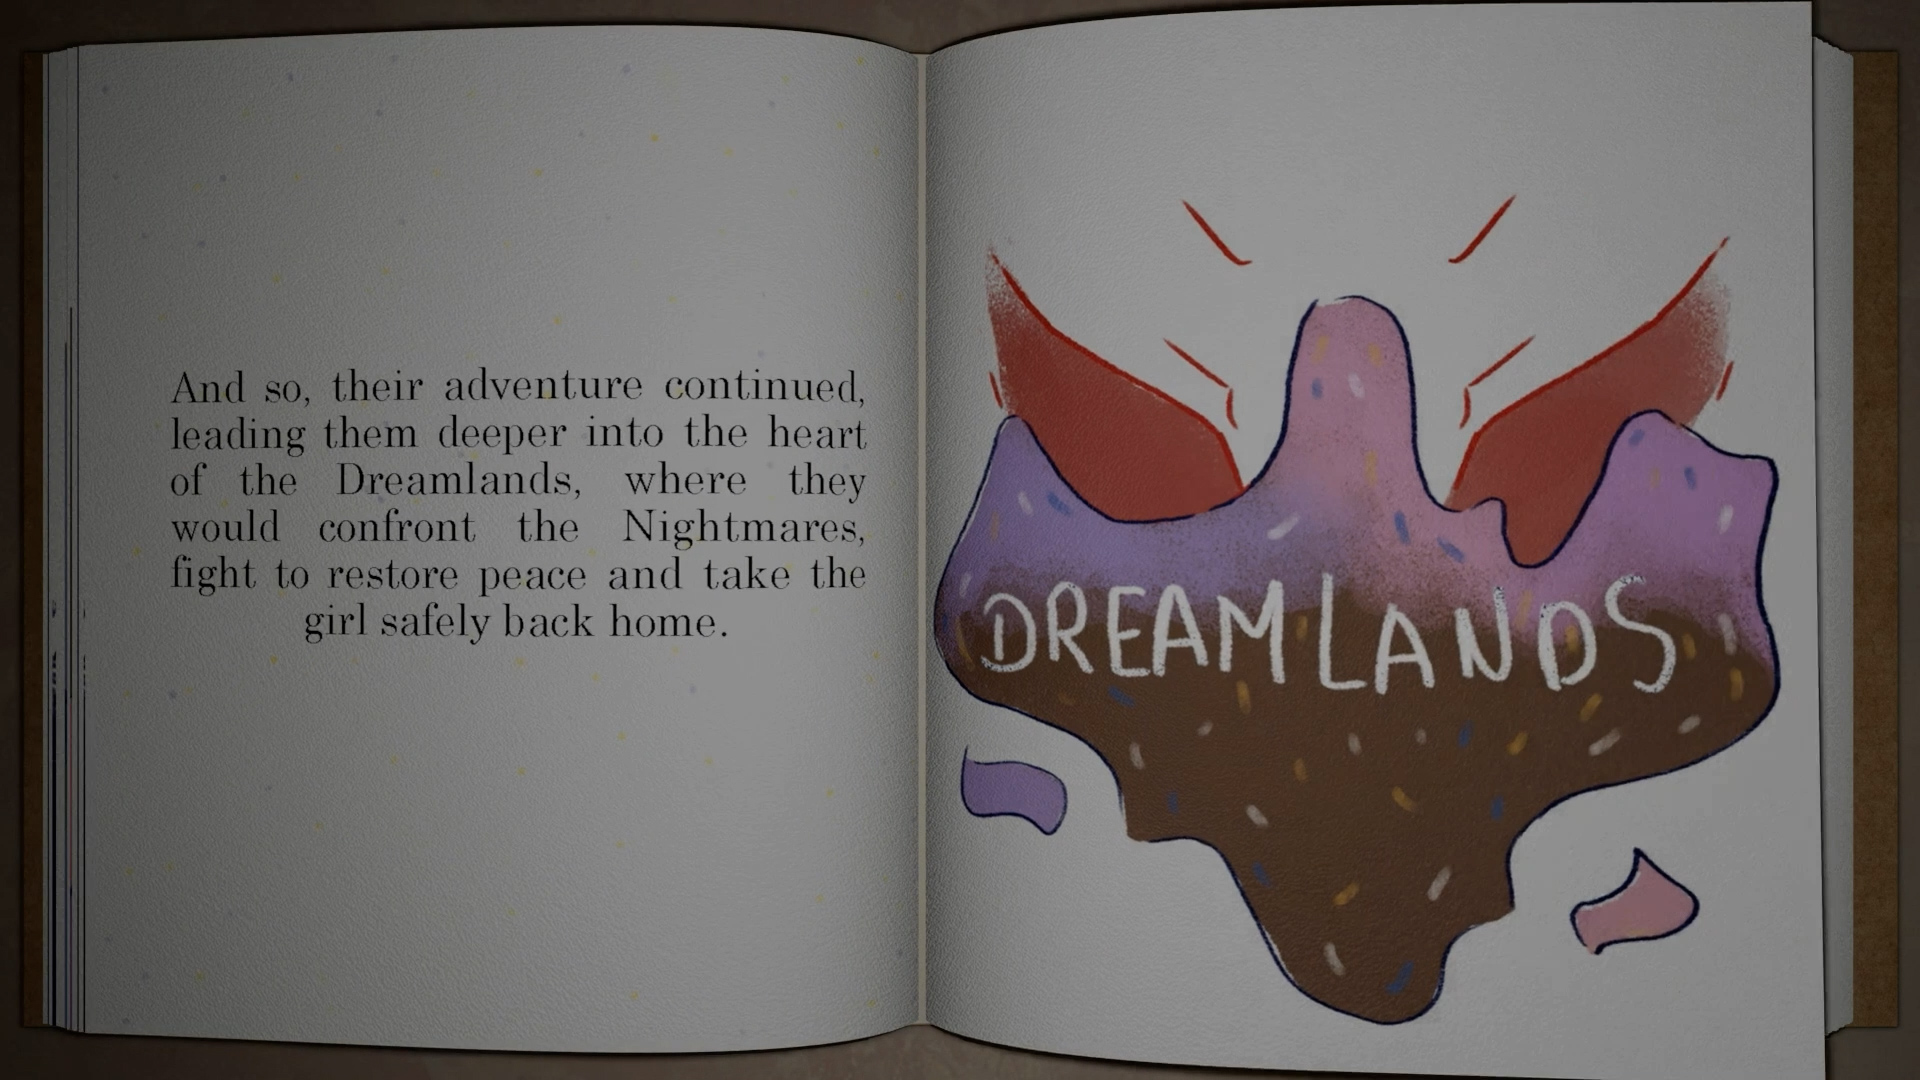 And so, their adventure continued,
leading them deeper into the heart
of the Dreamlands, where they
would confront the Nightmares,
fight to restore peace and take the
girl safely back home.
DREAMLANDS